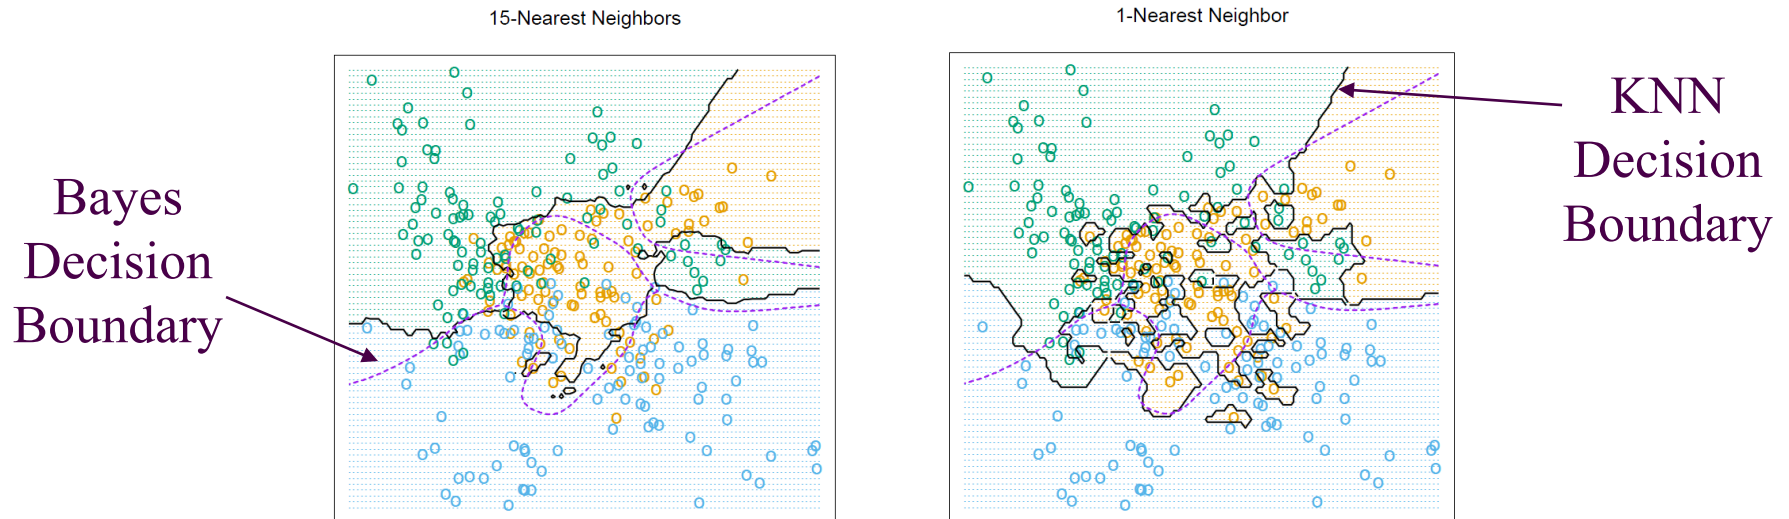 15-Nearest Neighbors
1-Nearest Neighbor
Bayes
Decision
Boundary
KNN
Decision
Boundary